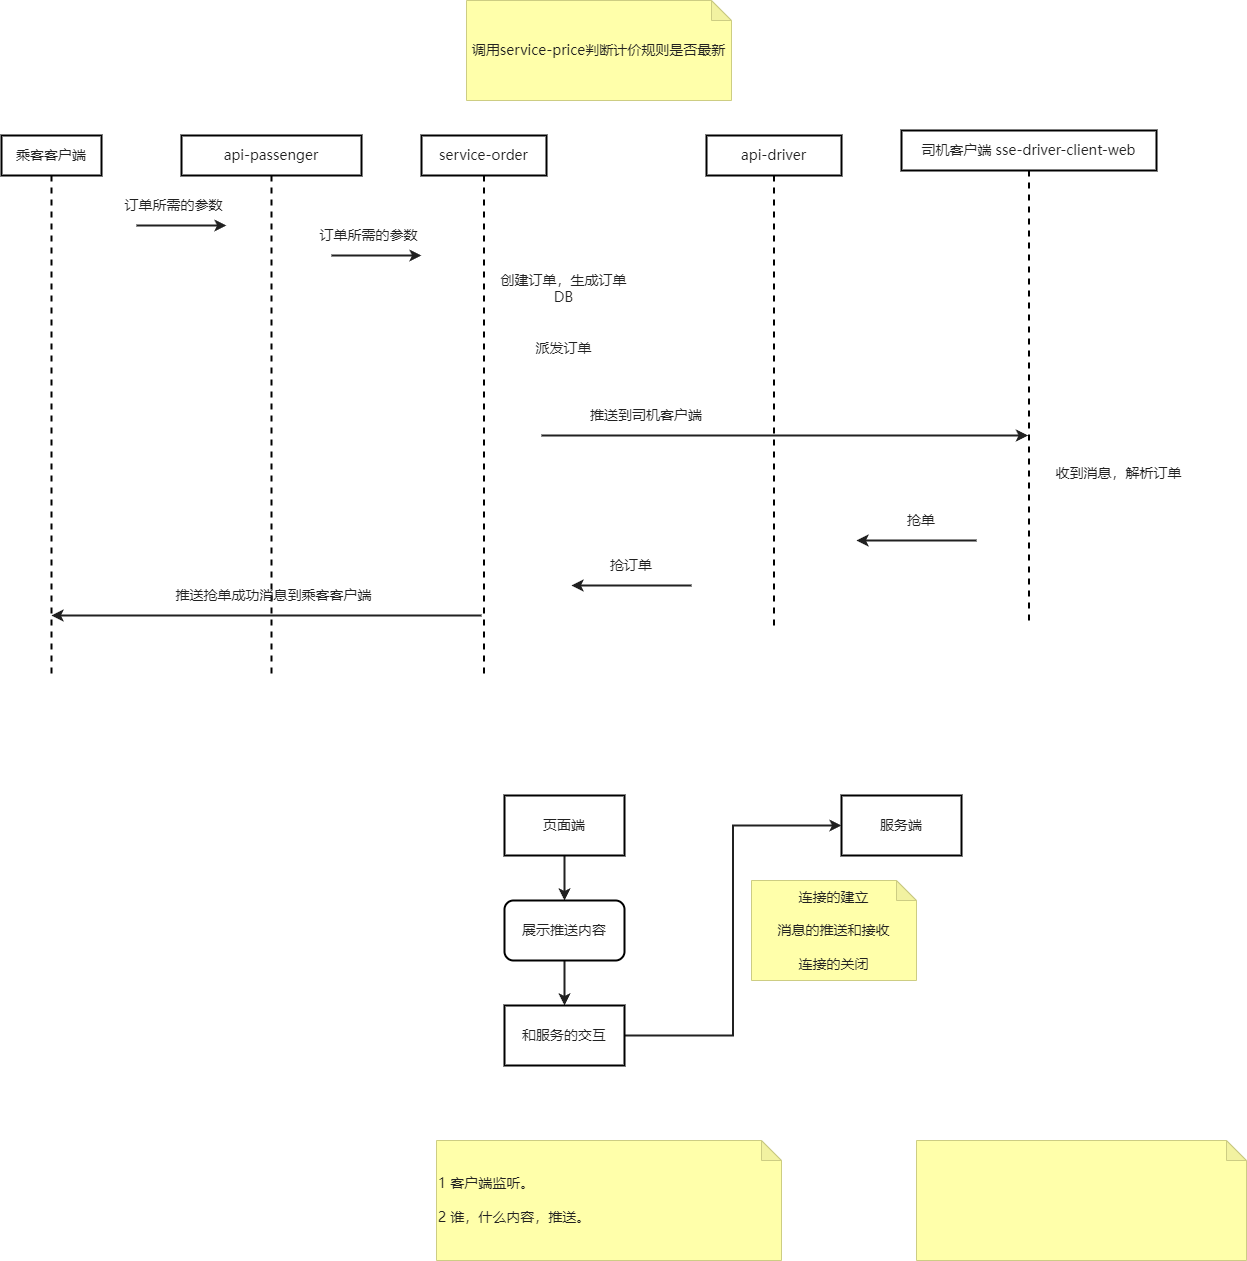 调用service-price判断计价规则是否最新
乘客客户端
api-passenger
service-order
api-driver
司机客户端 sse-driver-client-web
订单所需的参数
订单所需的参数
创建订单，生成订单
DB
派发订单
推送到司机客户端
收到消息，解析订单
抢单
抢订单
推送抢单成功消息到乘客客户端
页面端
服务端
连接的建立
展示推送内容
消息的推送和接收
连接的关闭
和服务的交互
1 客户端监听。
2 谁，什么内容，推送。